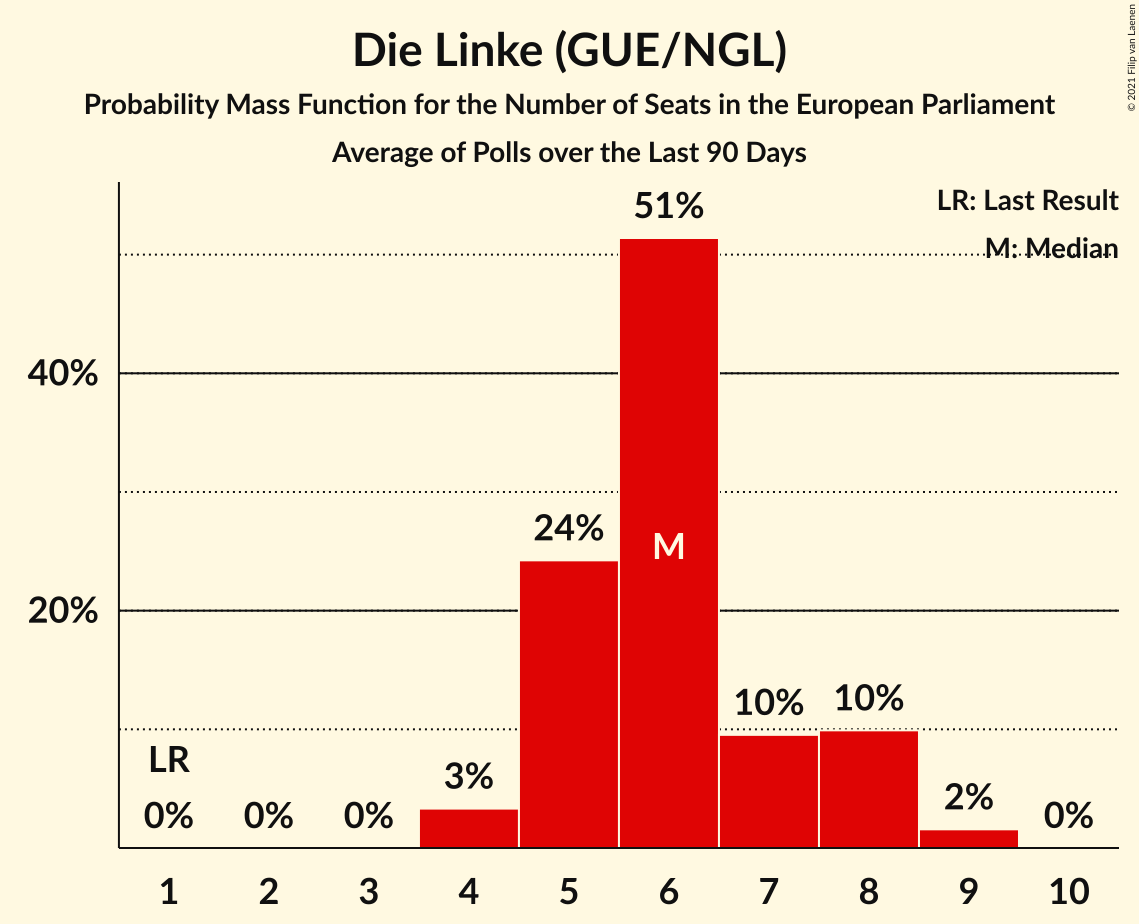 Die Linke (GUE/NGL)
Probability Mass Function for the Number of Seats in the European Parliament
Average of Polls over the Last 90 Days
© 2021 Filip van Laenen
LR: Last Result
M: Median
51%
40%
24%
M
20%
10%
10%
LR
3%
2%
0%
0%
0%
0%
1
2
3
4
5
6
7
8
9
10